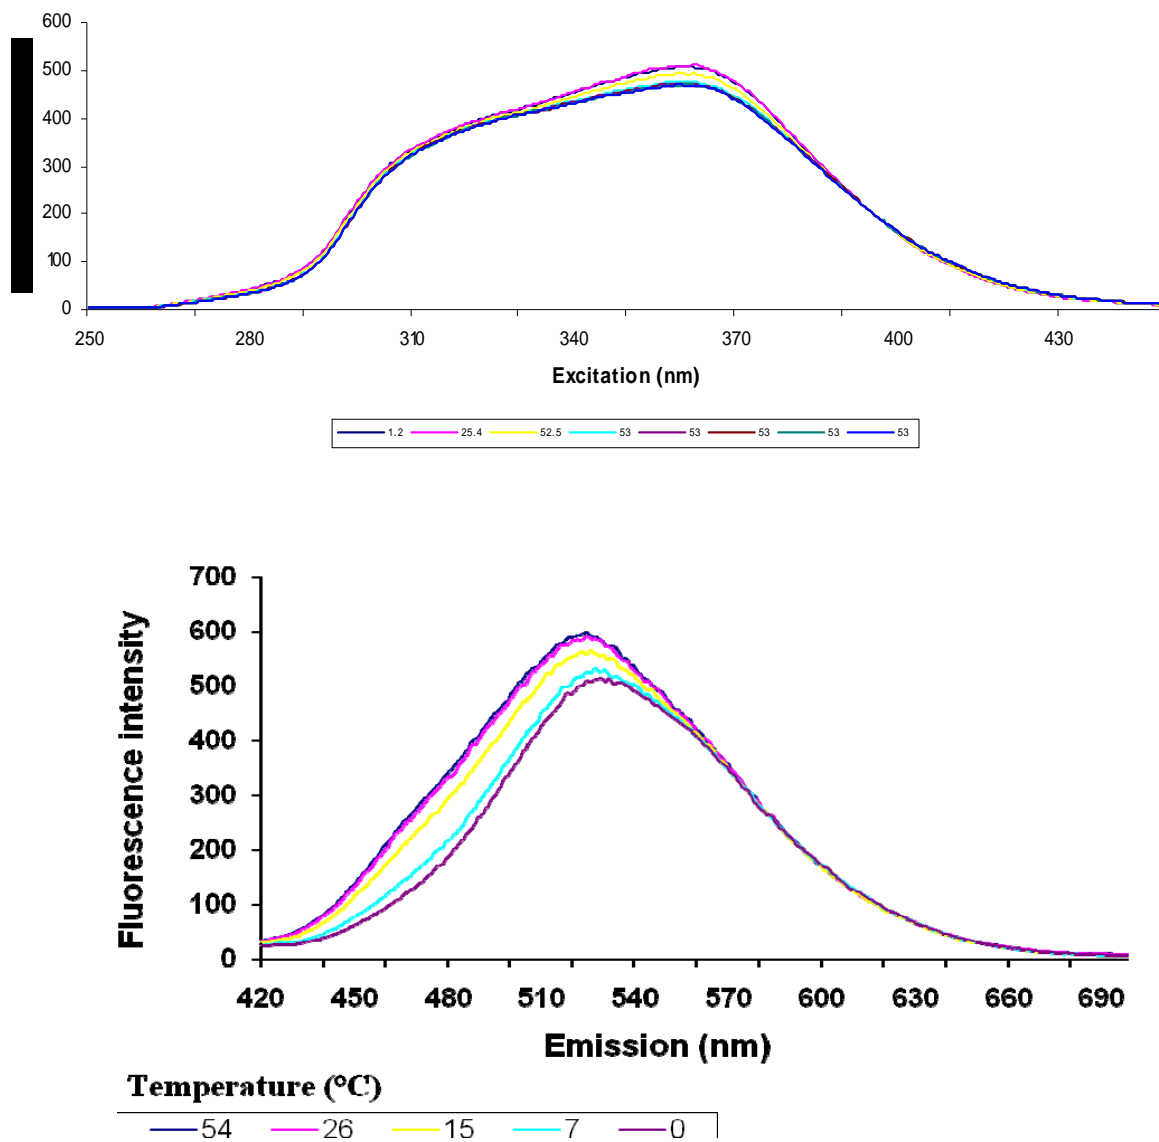 600
500
400
300
200
100
0
250 280 310 340 370 400 430
Excitation (nm)
1.2 25.4 52.5 53 53 53 53 53
700
600
500
400
300
200
100
0
Fluorescence intensity
420 450 480 510 540 570 600 630 660 690
Emission (nm)
Temperature (°C)
54 26 15 7 0